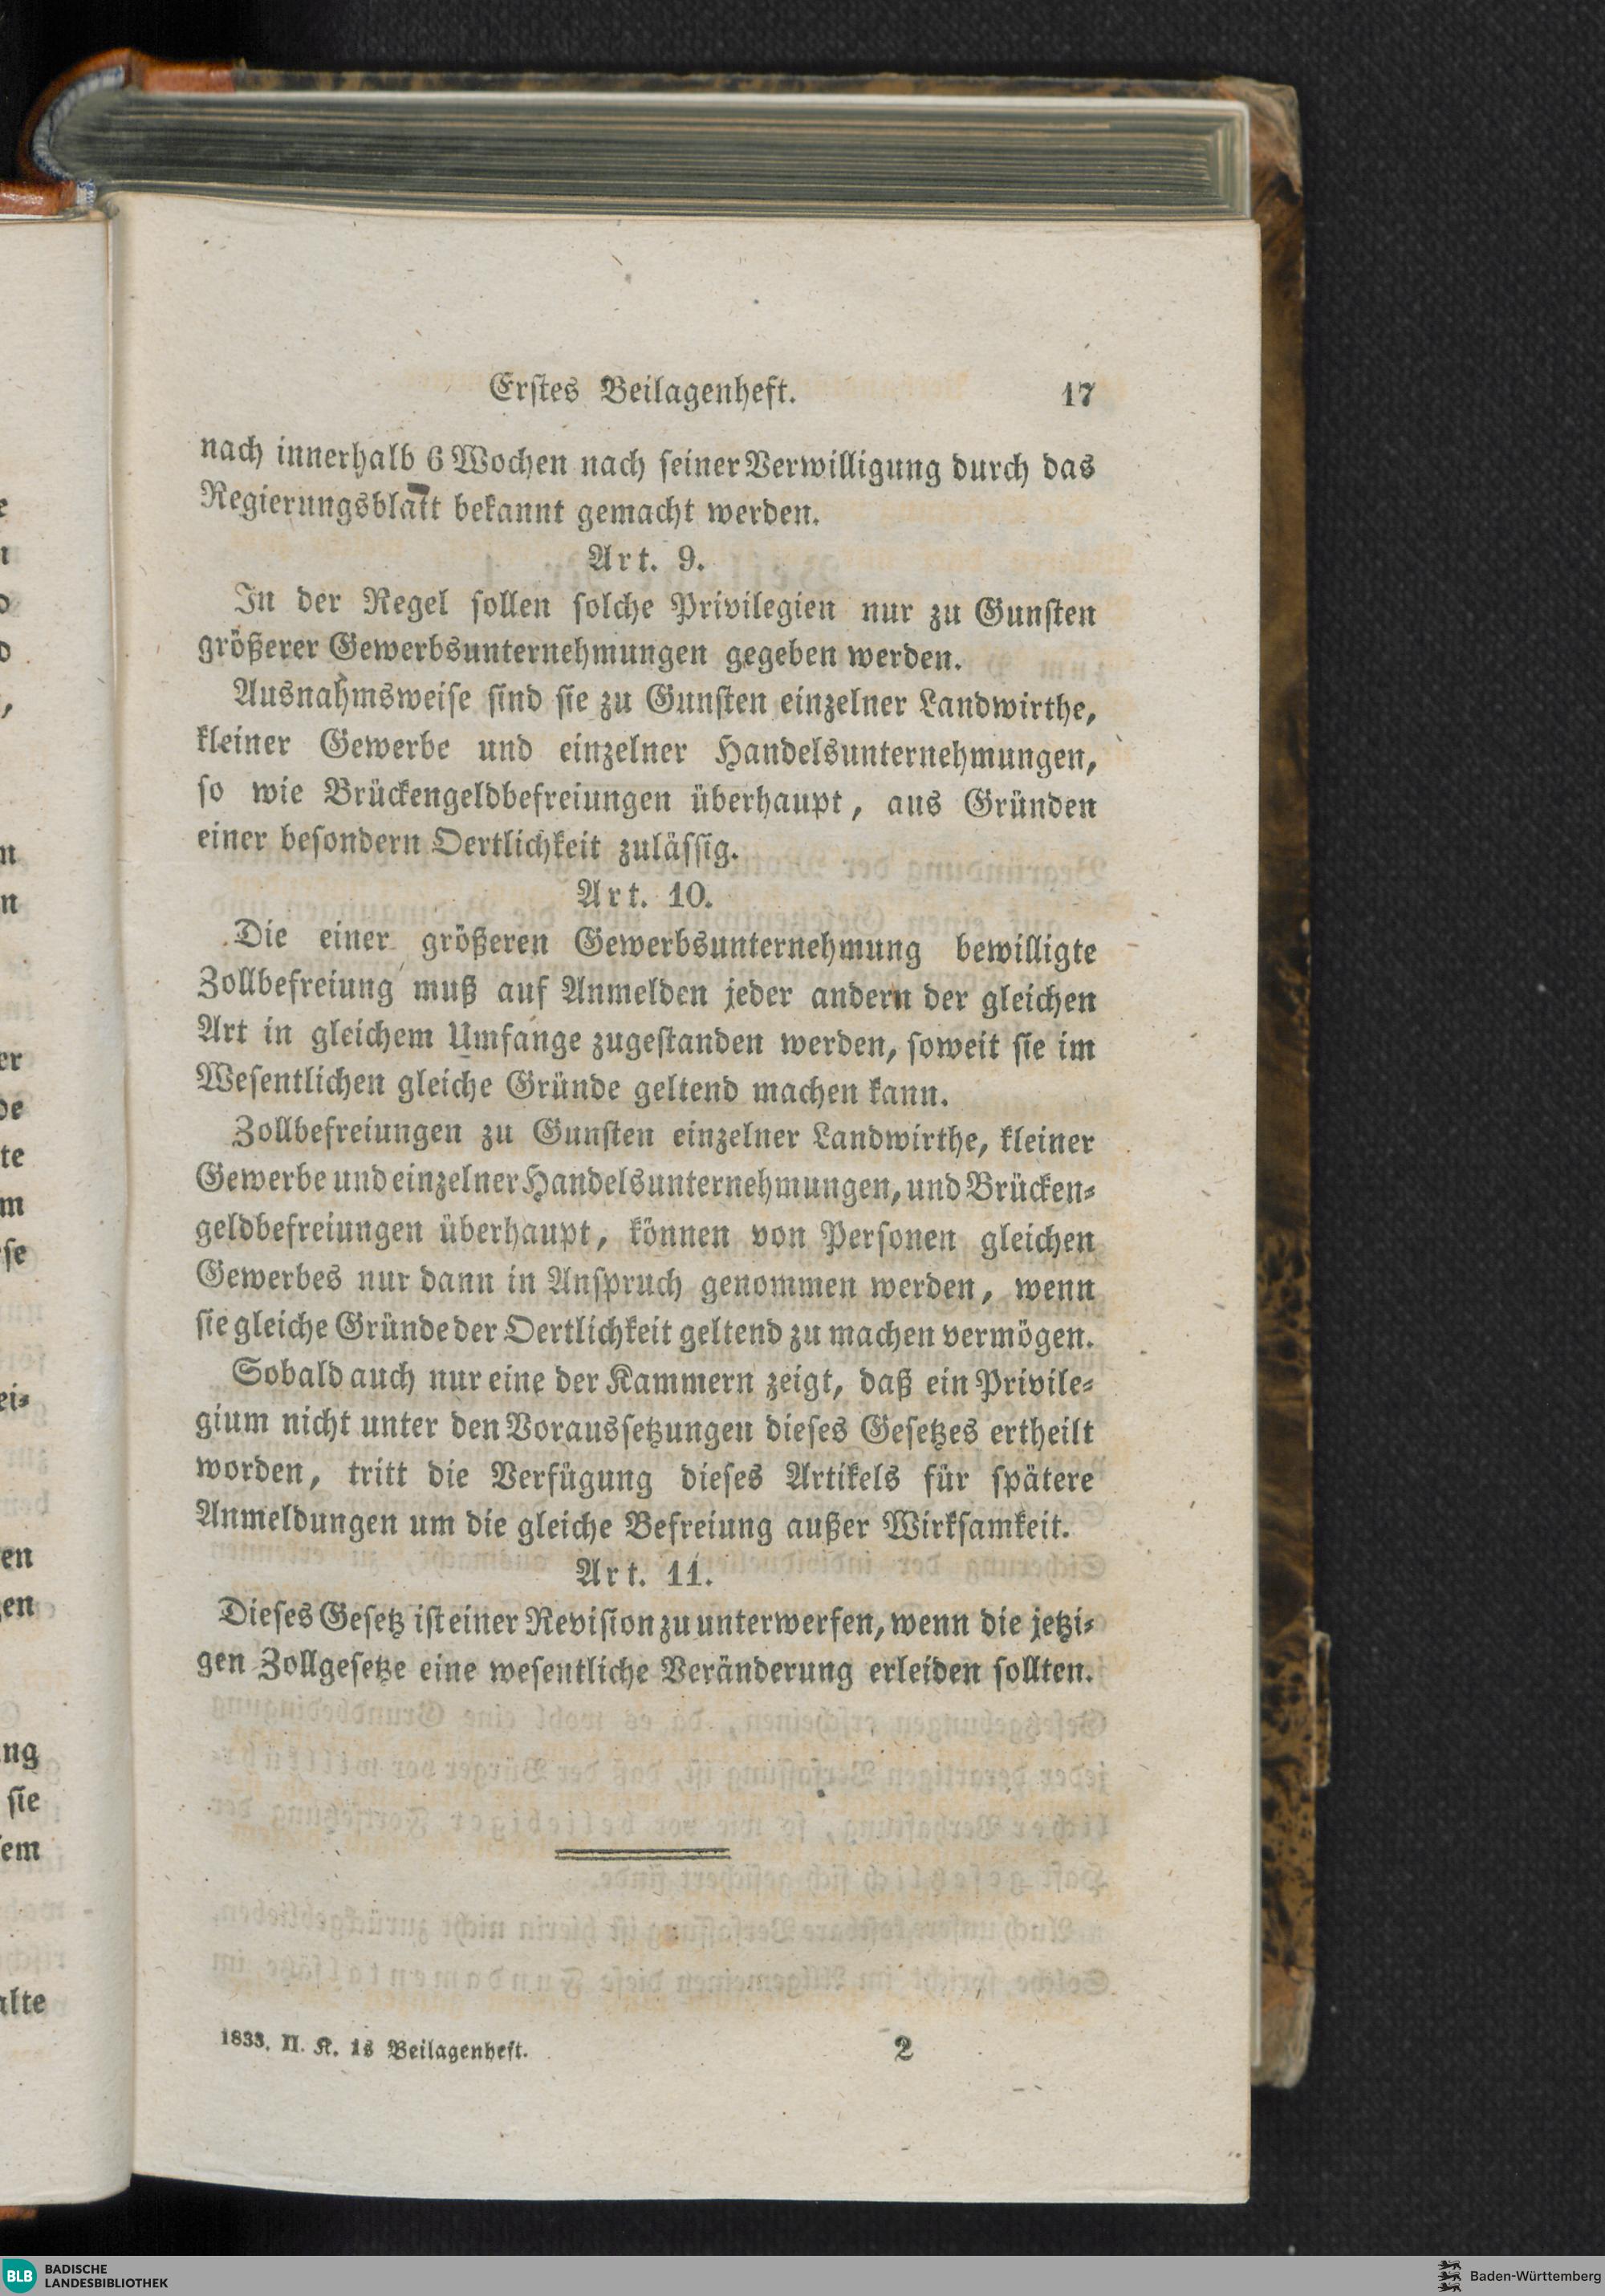 Erstes Beilagenheft. 17
nach innerhalb 6 Wochen nach seiner Verwilligung durch das
Regierungsblatt bekannt gemacht werden.
Art. 9.
In der Regel sollen solche Privilegien nur zu Gunsten
größerer Gewerbsunternehmungen gegeben werden.
Ausnahmsweise sind sie zu Gunsten einzelner Landwirthe,
kleiner Gewerbe und einzelner Handelsunternehmungen,
so wie Brückengeldbefreiungen überhaupt, aus Gründen
einer besondern Oertlichkeit zulässig.
Art. 10.
Die einer größeren Gewerbsunternehmung bewilligte
Zollbefreiung muß auf Anmelden jeder andern der gleichen
Art in gleichem Umfange zugestanden werden, soweit sie im
Wesentlichen gleiche Gründe geltend machen kann.
Zollbefreiungen zu Gunsten einzelner Landwirthe, kleiner
Gewerbe und einzelner Handelsunternehmungen, und Brücken-
geldbefreiungen überhaupt, können von Personen gleichen
Gewerbes nur dann in Anspruch genommen werden, wenn
sie gleiche Gründe der Oertlichkeit geltend zu machen vermögen.
Sobald auch nur eine der Kammern zeigt, daß ein Privile-
gium nicht unter den Voraussetzungen dieses Gesetzes ertheilt
worden, tritt die Verfügung dieses Artikels für spätere
Anmeldungen um die gleiche Befreiung außer Wirksamkeit.
Art. 11.
Dieses Gesetz ist einer Revision zu unterwerfen, wenn die jetzi-
gen Zollgesetze eine wesentliche Veränderung erleiden sollten.
1833. II. K. 1s Beilagenheft. 2
BLB BADISCHE
LANDESBIBLIOTHEK
Baden-Württemberg